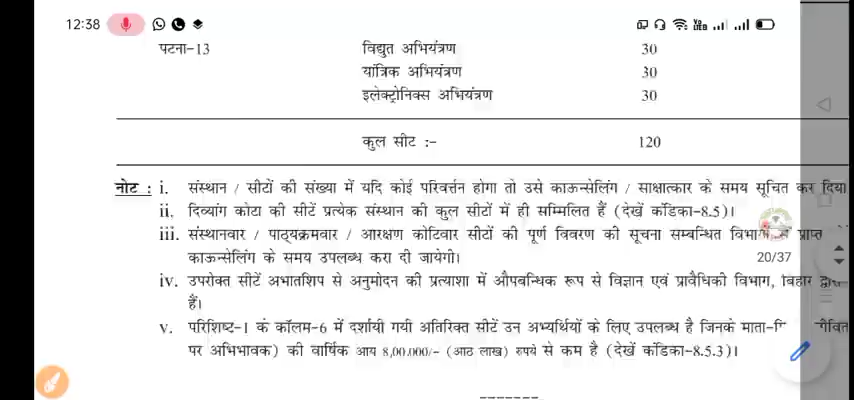 12:38
पटना-13 विद्युत अभियंत्रण 30
यांत्रिक अभियंत्रण 30
इलेक्ट्रोनिक्स अभियंत्रण 30
कुल सीट :- 120
नोट : i. संस्थान / सीटों की संख्या में यदि कोई परिवर्त्तन होगा तो उसे काऊन्सेलिंग / साक्षात्कार के समय सूचित कर दिया
ii. दिव्यांग कोटा की सीटें प्रत्येक संस्थान की कुल सीटों में ही सम्मिलित हैं (देखें कंडिका-8.5)।
iii. संस्थानवार / पाठ्यक्रमवार / आरक्षण कोटिवार सीटों की पूर्ण विवरण की सूचना सम्बन्धित प्राप्त
काऊन्सेलिंग के समय उपलब्ध करा दी जायेगी। 20/37
iv. उपरोक्त सीटें अभातशिप से अनुमोदन की प्रत्याशा में औपबन्धिक रूप से विज्ञान एवं प्रावैधिकी विभाग, बिहार
हैं।
v. परिशिष्ट-I के कॉलम-6 में दर्शायी गयी अतिरिक्त सीटें उन अभ्यर्थियों के लिए उपलब्ध है जिनके
पर अभिभावक) की वार्षिक आय 8,00,000/- (आठ लाख) रुपये से कम है (देखें कंडिका-8.5.3)।